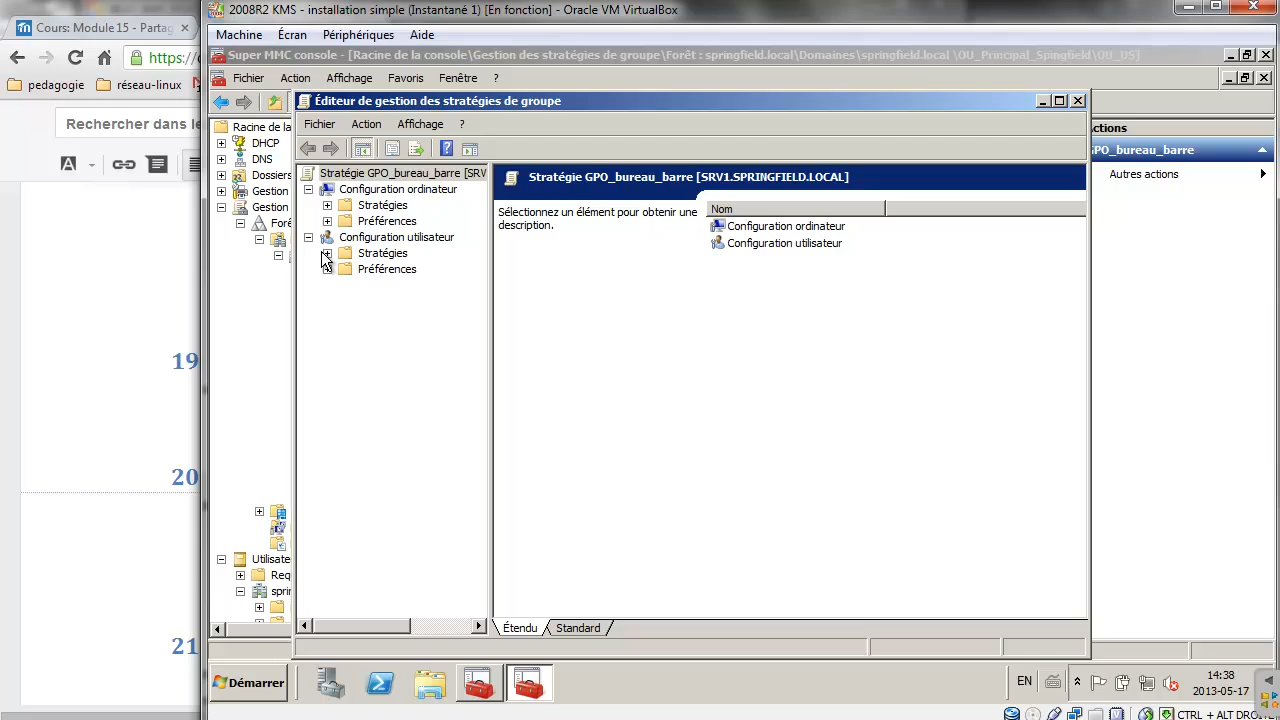 2008R2 KMS - installation simple (Instantané 1) [En fonction] - Oracle VM VirtualBox
Cours: Module 15 - Partag
Machine Écran Périphériques Aide
https://
Super MMC console - [Racine de la console\Gestion des stratégies de groupe\Forêt : springfield.local\Domaines\springfield.local\OU_Principal_Spingfield\OU_US]
pedagogie réseau-linux
Fichier Action Affichage Favoris Fenêtre ?
Éditeur de gestion des stratégies de groupe
Rechercher dans le
Fichier Action Affichage ?
Racine de la
DHCP
DNS
Dossiers
Gestion
Gestion
Forê
Utilisate
Req
sprin
Stratégie GPO_bureau_barre [SRV
Configuration ordinateur
Stratégies
Préférences
Configuration utilisateur
Stratégies
Préférences
Stratégie GPO_bureau_barre [SRV1.SPRINGFIELD.LOCAL]
Sélectionnez un élément pour obtenir une
description.
Nom
Configuration ordinateur
Configuration utilisateur
ctions
GPO_bureau_barre
Autres actions
19
20
21
Étendu Standard
Démarrer
EN
14:38
2013-05-17
CTRL + ALT DRO